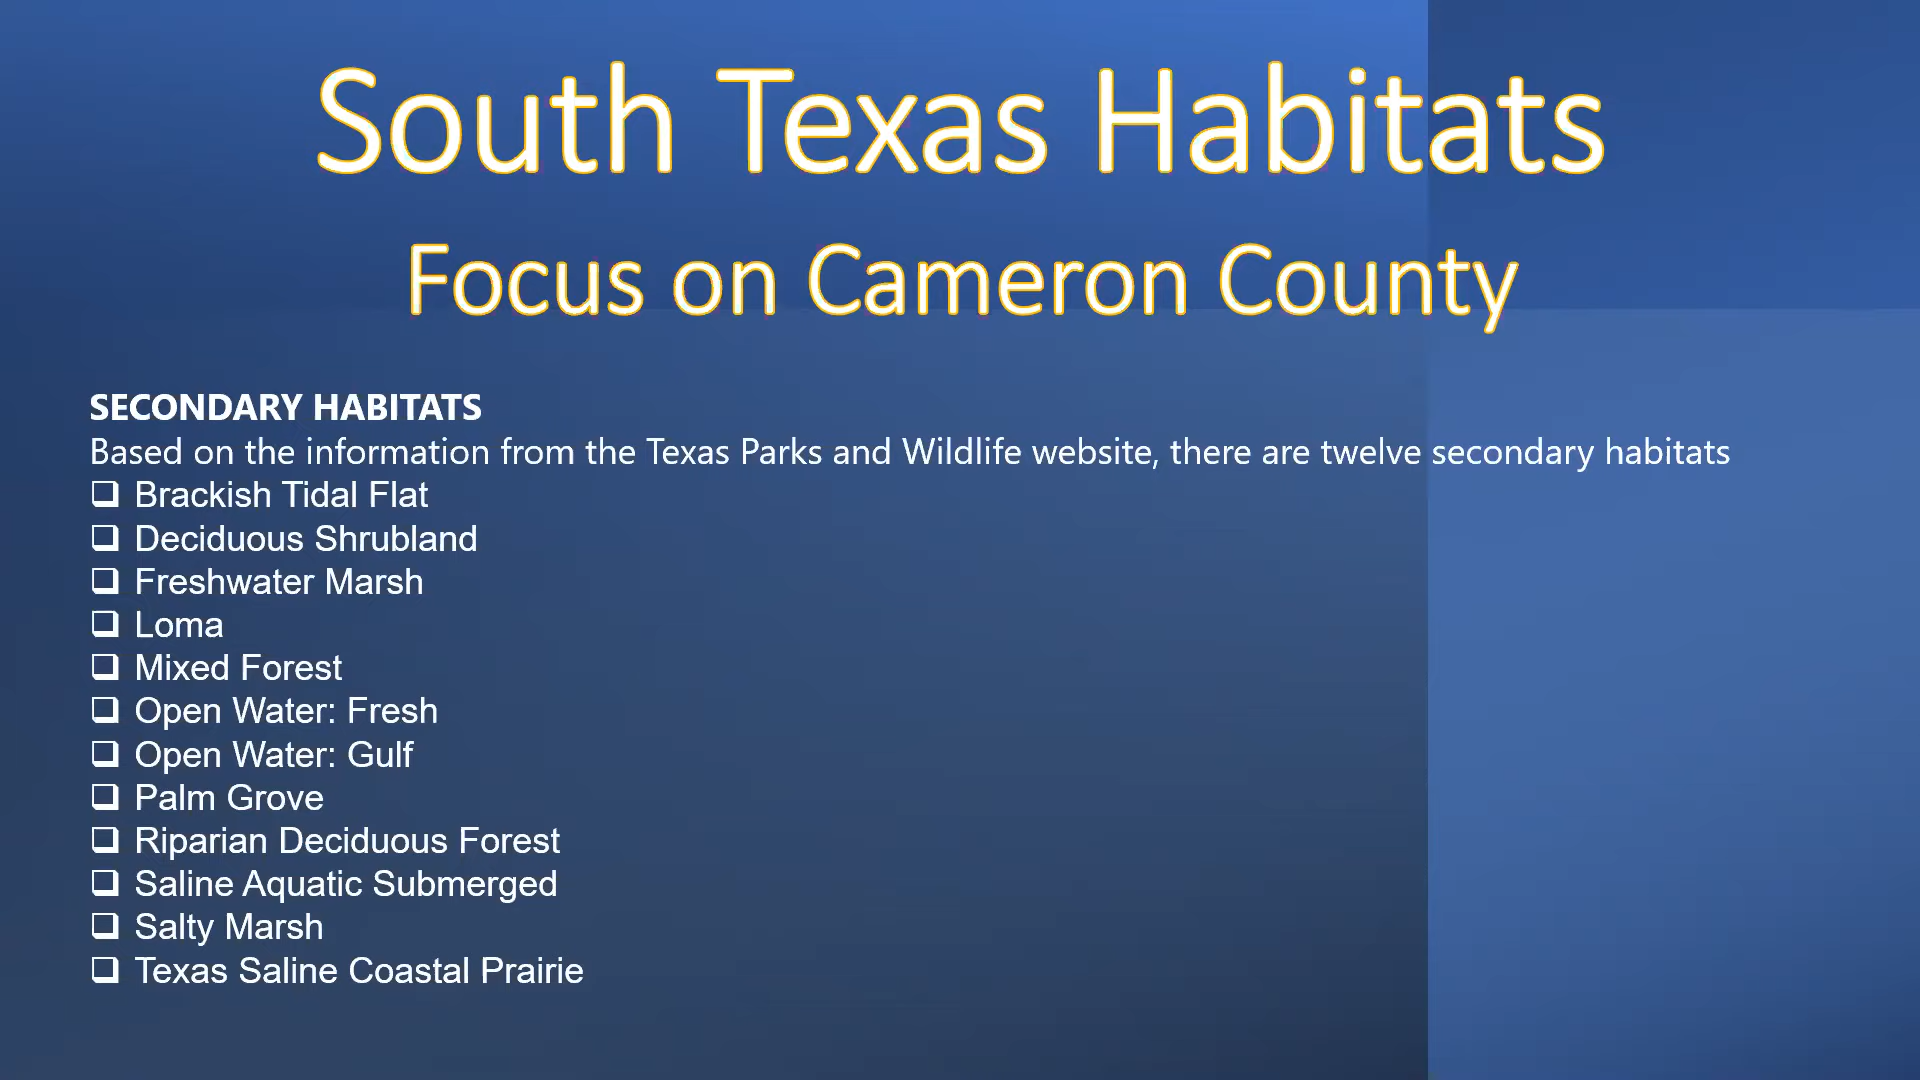 South Texas Habitats
Focus on Cameron County
SECONDARY HABITATS
Based on the information from the Texas Parks and Wildlife website, there are twelve secondary habitats
❑ Brackish Tidal Flat
❑ Deciduous Shrubland
❑ Freshwater Marsh
❑ Loma
❑ Mixed Forest
❑ Open Water: Fresh
❑ Open Water: Gulf
❑ Palm Grove
❑ Riparian Deciduous Forest
❑ Saline Aquatic Submerged
❑ Salty Marsh
❑ Texas Saline Coastal Prairie